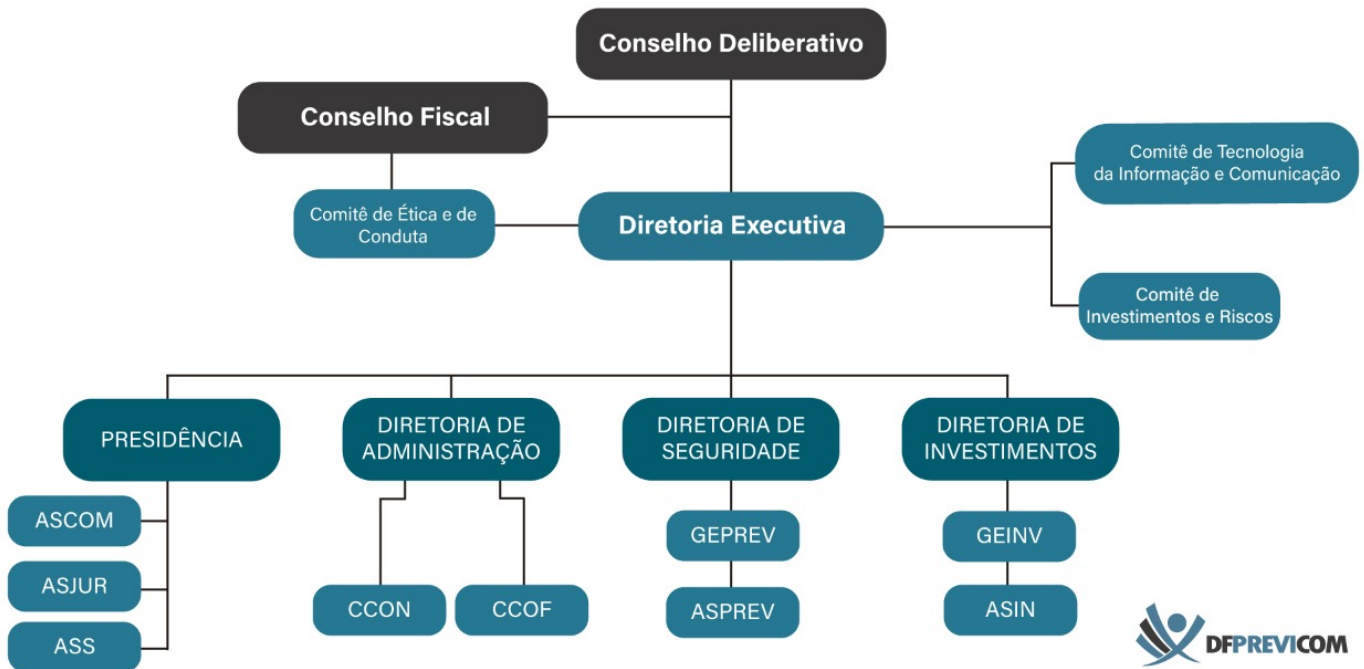 Conselho Deliberativo
Conselho Fiscal
Comitê de Tecnologia
da Informação e Comunicação
Comitê de Ética e de
Conduta
Diretoria Executiva
Comitê de
Investimentos e Riscos
PRESIDÊNCIA
DIRETORIA DE
ADMINISTRAÇÃO
DIRETORIA DE
SEGURIDADE
DIRETORIA DE
INVESTIMENTOS
ASCOM
ASJUR
ASS
CCON
CCOF
GEPREV
ASPREV
GEINV
ASIN
DFPREVICOM